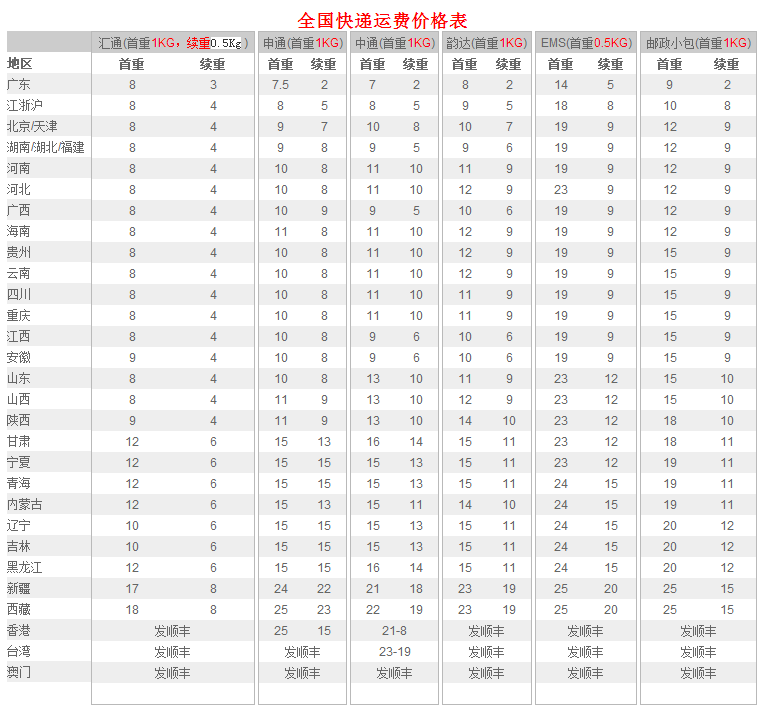 全国快递运费价格表
汇通(首重1KG，续重0.5Kg ) 申通(首重1KG) 中通(首重1KG) 韵达(首重1KG) EMS(首重0.5KG) 邮政小包(首重1KG)
地区 首重 续重 首重 续重 首重 续重 首重 续重 首重 续重 首重 续重
广东 8 3 7.5 2 7 2 8 2 14 5 9 2
江浙沪 8 4 8 5 8 5 9 5 18 8 10 8
北京/天津 8 4 9 7 10 8 10 7 19 9 12 9
湖南/湖北/福建 8 4 9 8 9 5 9 6 19 9 12 9
河南 8 4 10 8 11 10 11 9 19 9 12 9
河北 8 4 10 8 11 10 12 9 23 9 12 9
广西 8 4 10 9 9 5 10 6 19 9 12 9
海南 8 4 11 8 11 10 12 9 19 9 12 9
贵州 8 4 10 8 11 10 12 9 19 9 15 9
云南 8 4 10 8 11 10 12 9 19 9 15 9
四川 8 4 10 8 11 10 11 9 19 9 15 9
重庆 8 4 10 8 11 10 11 9 19 9 15 9
江西 8 4 10 8 9 6 10 6 19 9 15 9
安徽 9 4 10 8 9 6 10 6 19 9 15 9
山东 8 4 10 8 13 10 11 9 23 12 15 10
山西 8 4 11 9 13 10 12 9 23 12 15 10
陕西 9 4 11 9 13 10 14 10 23 12 18 10
甘肃 12 6 15 13 16 14 15 11 23 12 18 11
宁夏 12 6 15 15 15 13 15 11 23 12 19 11
青海 12 6 15 15 15 13 15 11 24 15 19 11
内蒙古 12 6 15 13 15 11 14 10 24 15 19 11
辽宁 10 6 15 15 15 13 15 11 24 15 20 12
吉林 10 6 15 15 15 13 15 11 24 15 20 12
黑龙江 12 6 15 15 16 14 15 11 24 15 20 12
新疆 17 8 24 22 21 18 23 19 25 20 25 15
西藏 18 8 25 23 22 19 23 19 25 20 25 15
香港 发顺丰 25 15 21-8 发顺丰 发顺丰 发顺丰
台湾 发顺丰 发顺丰 23-19 发顺丰 发顺丰 发顺丰
澳门 发顺丰 发顺丰 发顺丰 发顺丰 发顺丰 发顺丰